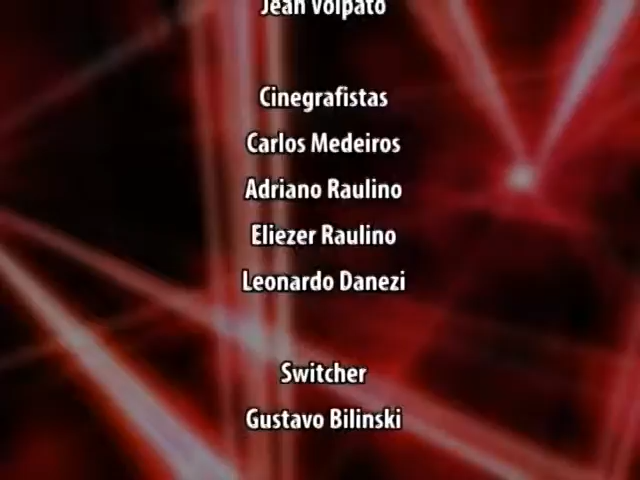 Jean Volpato
Cinegrafistas
Carlos Medeiros
Adriano Raulino
Eliezer Raulino
Leonardo Danezi
Switcher
Gustavo Bilinski